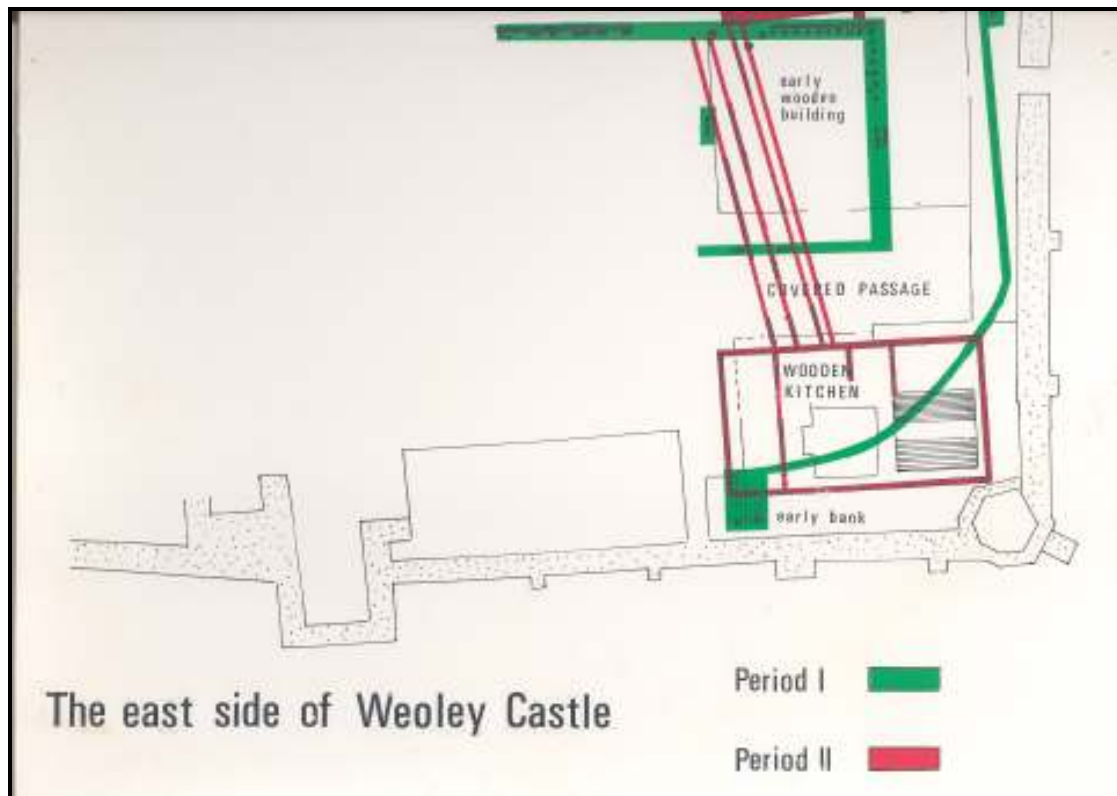 early
wooden
building
COVERED PASSAGE
WOODEN
KITCHEN
early bank
The east side of Weoley Castle
Period I
Period II